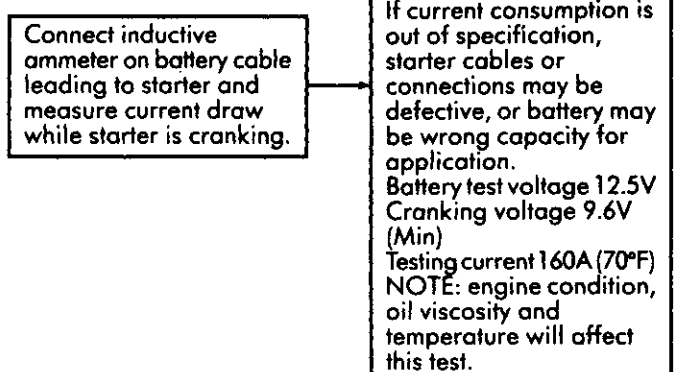 Connect inductive
ammeter on battery cable
leading to starter and
measure current draw
while starter is cranking.
If current consumption is
out of specification,
starter cables or
connections may be
defective, or battery may
be wrong capacity for
application.
Battery test voltage 12.5V
Cranking voltage 9.6V
(Min)
Testing current 160A (70°F)
NOTE: engine condition,
oil viscosity and
temperature will affect
this test.